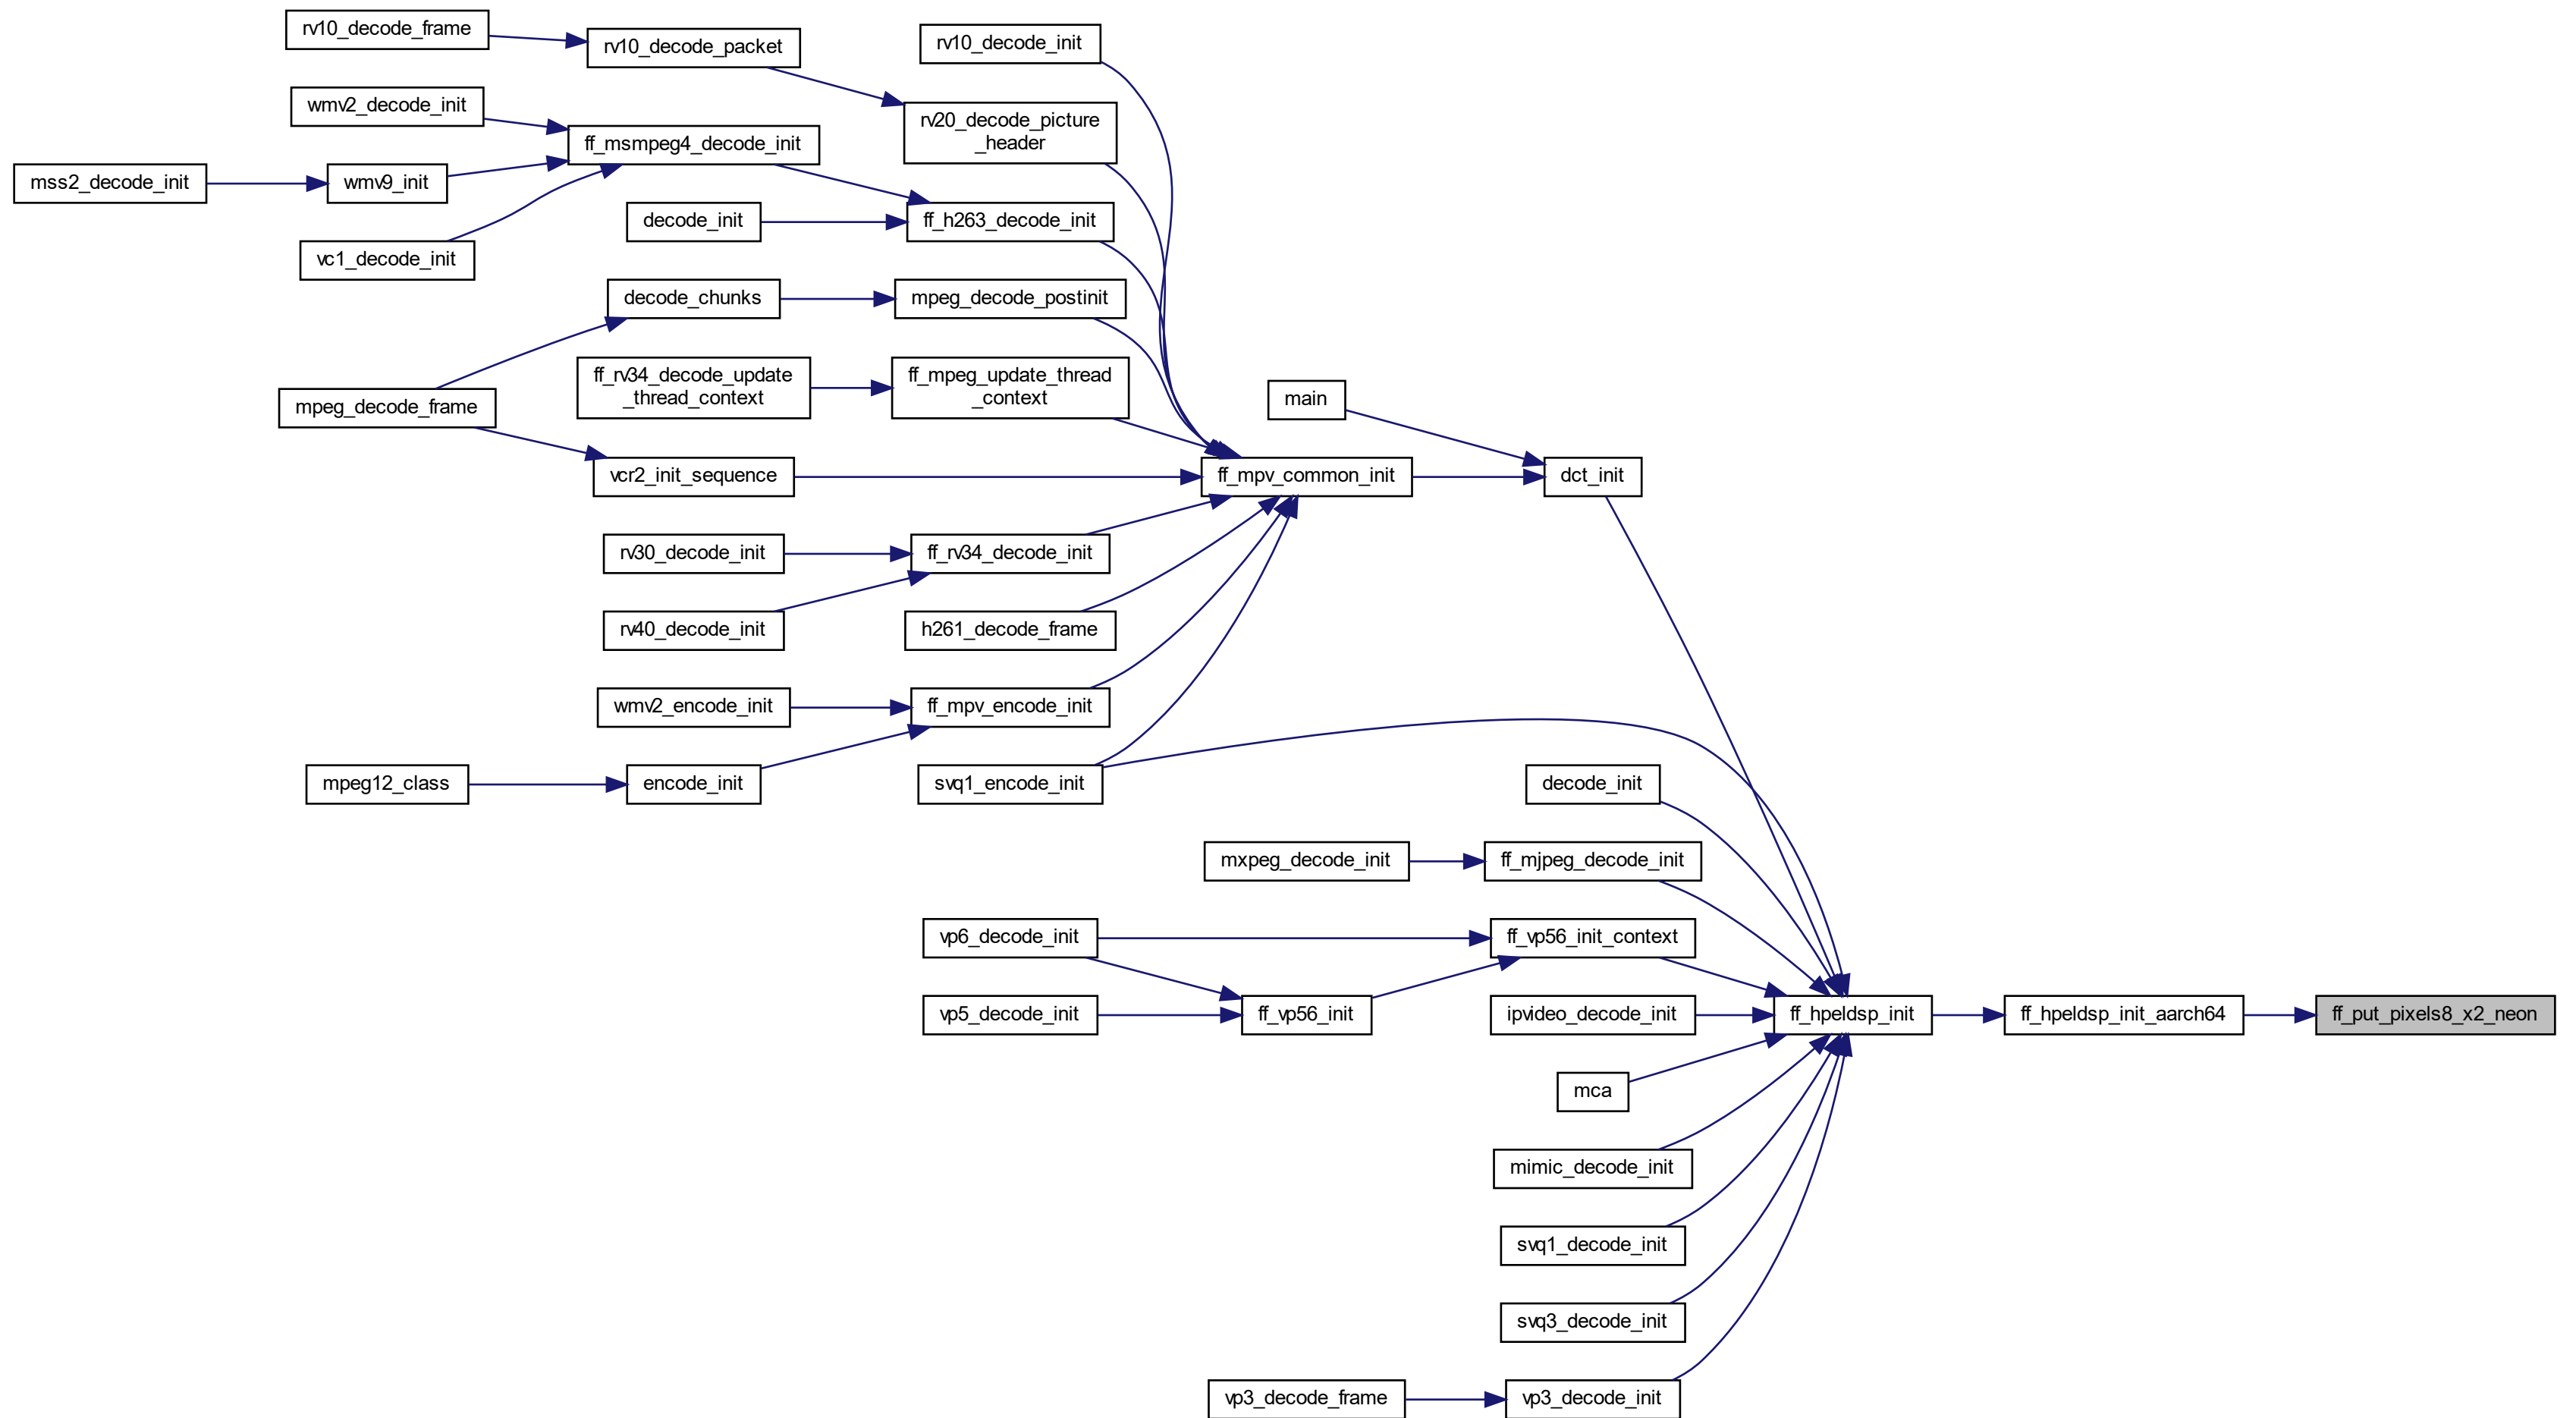 rv10_decode_frame
rv10_decode_packet
rv10_decode_init
wmv2_decode_init
rv20_decode_picture
_header
ff_msmpeg4_decode_init
mss2_decode_init
wmv9_init
decode_init
ff_h263_decode_init
vc1_decode_init
decode_chunks
mpeg_decode_postinit
ff_rv34_decode_update
_thread_context
ff_mpeg_update_thread
_context
main
mpeg_decode_frame
vcr2_init_sequence
ff_mpv_common_init
dct_init
rv30_decode_init
ff_rv34_decode_init
rv40_decode_init
h261_decode_frame
wmv2_encode_init
ff_mpv_encode_init
mpeg12_class
encode_init
svq1_encode_init
decode_init
mxpeg_decode_init
ff_mjpeg_decode_init
vp6_decode_init
ff_vp56_init_context
vp5_decode_init
ff_vp56_init
ipvideo_decode_init
ff_hpeldsp_init
ff_hpeldsp_init_aarch64
ff_put_pixels8_x2_neon
mca
mimic_decode_init
svq1_decode_init
svq3_decode_init
vp3_decode_frame
vp3_decode_init